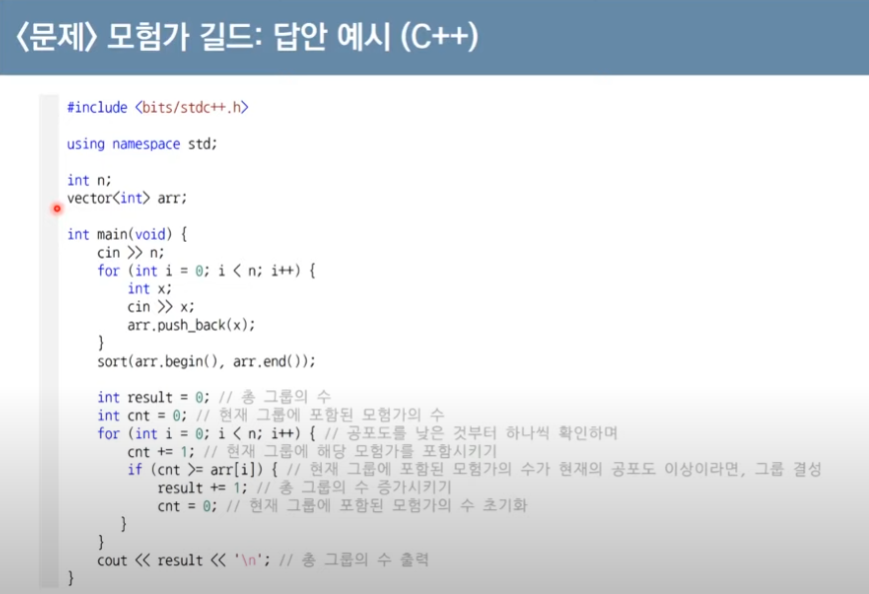 <문제> 모험가 길드: 답안 예시 (C++)
#include <bits/stdc++.h>
using namespace std;
int n;
vector<int> arr;
int main(void) {
cin >> n;
for (int i = 0; i < n; i++) {
int x;
cin >> x;
arr.push_back(x);
}
sort(arr.begin(), arr.end());
int result = 0; // 총 그룹의 수
int cnt = 0; // 현재 그룹에 포함된 모험가의 수
for (int i = 0; i < n; i++) { // 공포도를 낮은 것부터 하나씩 확인하며
cnt += 1; // 현재 그룹에 해당 모험가를 포함시키기
if (cnt >= arr[i]) { // 현재 그룹에 포함된 모험가의 수가 현재의 공포도 이상이라면, 그룹 결성
result += 1; // 총 그룹의 수 증가시키기
cnt = 0; // 현재 그룹에 포함된 모험가의 수 초기화
}
}
cout << result << '\n'; // 총 그룹의 수 출력
}